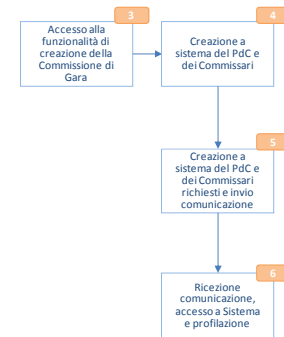 3
Accesso alla
funzionalità di
creazione della
Commissione di
Gara
4
Creazione a
sistema del PdC e
dei Commissari
5
Creazione a
sistema del PdC e
dei Commissari
richiesti e invio
comunicazione
6
Ricezione
comunicazione,
accesso a Sistema
e profilazione